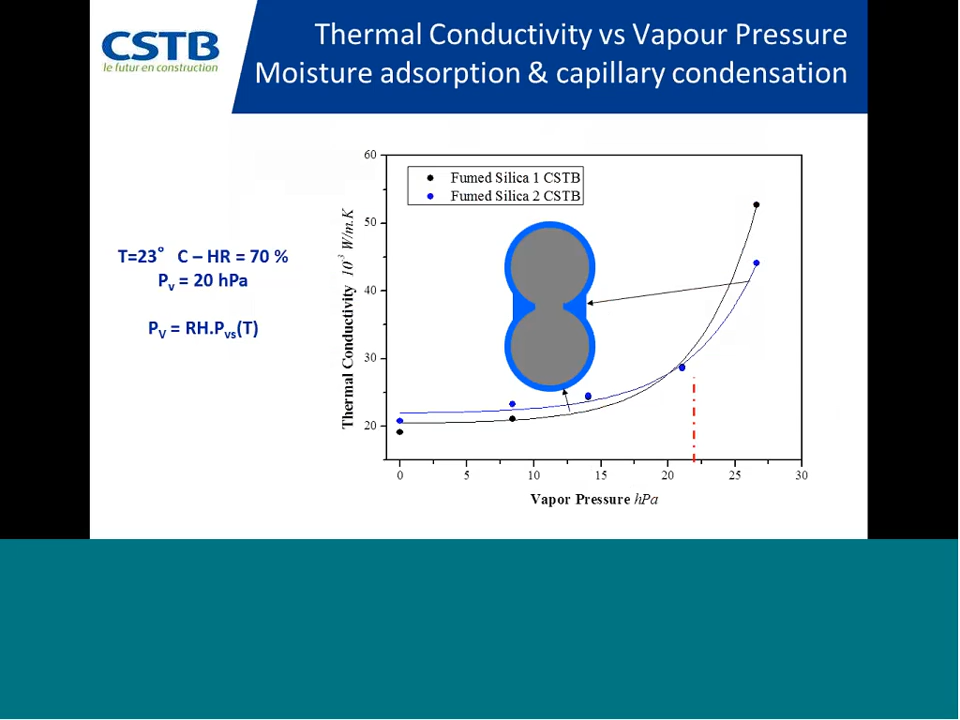 CSTB
le futur en construction
Thermal Conductivity vs Vapour Pressure
Moisture adsorption & capillary condensation
T=23° C – HR = 70 %
Pv = 20 hPa
PV = RH.Pvs(T)
Fumed Silica 1 CSTB
Fumed Silica 2 CSTB
Thermal Conductivity 10-3 W/m.K
60
50
40
30
20
0 5 10 15 20 25 30
Vapor Pressure hPa